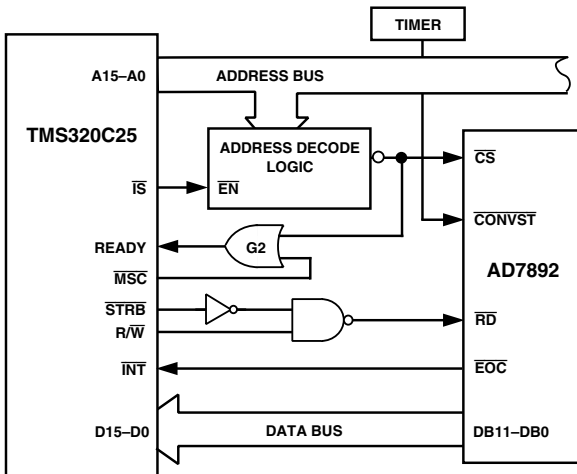 TIMER
A15–A0
ADDRESS BUS
TMS320C25
ADDRESS DECODE
LOGIC
CS
IS
EN
CONVST
READY
G2
AD7892
MSC
STRB
R/W
RD
INT
EOC
D15–D0
DATA BUS
DB11–DB0